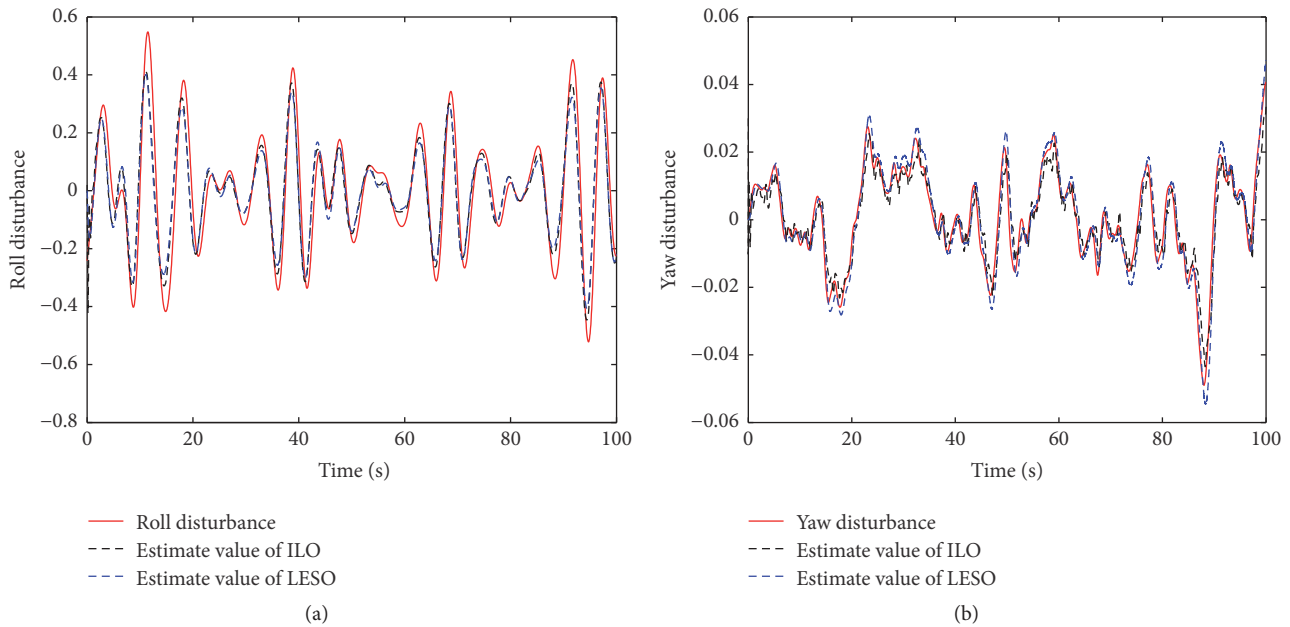 0.6
0.4
0.2
0
−0.2
−0.4
−0.6
−0.8
Roll disturbance
0 20 40 60 80 100
Time (s)
Roll disturbance
Estimate value of ILO
Estimate value of LESO
(a)
0.06
0.04
0.02
0
−0.02
−0.04
−0.06
Yaw disturbance
0 20 40 60 80 100
Time (s)
Yaw disturbance
Estimate value of ILO
Estimate value of LESO
(b)